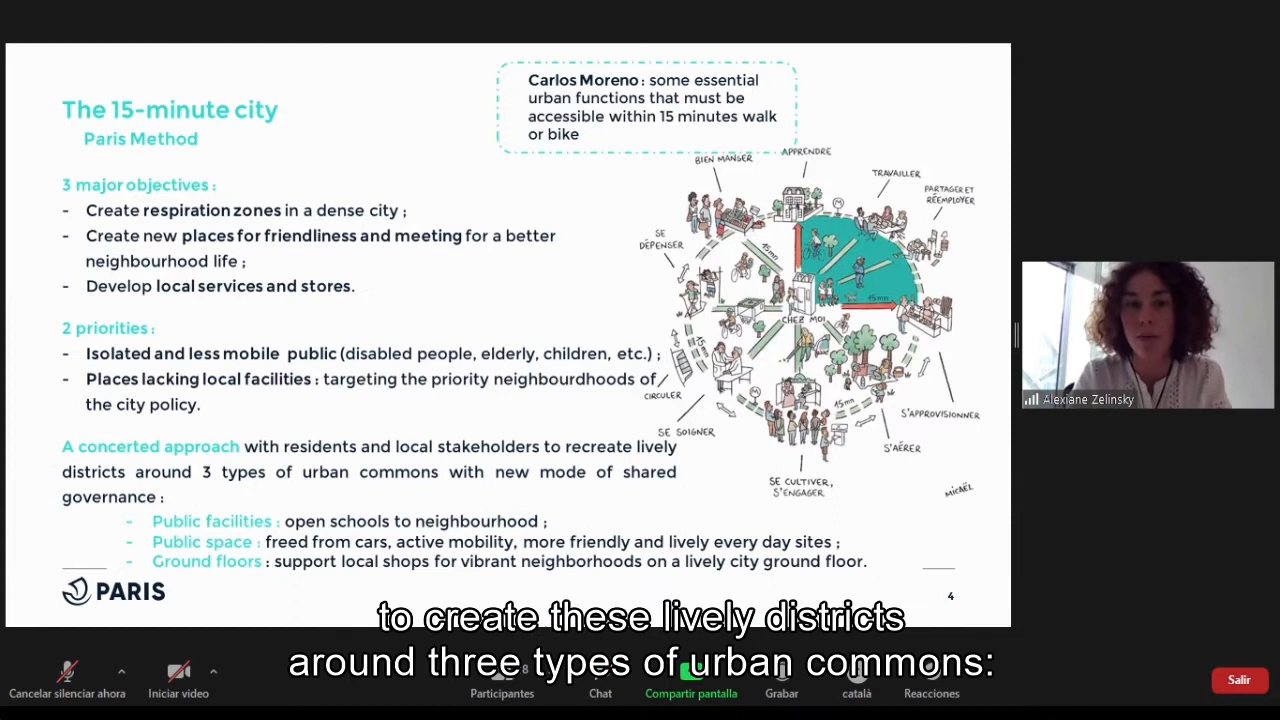 The 15-minute city
Paris Method
Carlos Moreno : some essential
urban functions that must be
accessible within 15 minutes walk
or bike
3 major objectives :
- Create respiration zones in a dense city ;
- Create new places for friendliness and meeting for a better
neighbourhood life ;
- Develop local services and stores.
2 priorities :
- Isolated and less mobile public (disabled people, elderly, children, etc.) ;
- Places lacking local facilities : targeting the priority neighbourdhoods of
the city policy.
A concerted approach with residents and local stakeholders to recreate lively
districts around 3 types of urban commons with new mode of shared
governance :
- Public facilities : open schools to neighbourhood ;
- Public space : freed from cars, active mobility, more friendly and lively every day sites ;
- Ground floors : support local shops for vibrant neighborhoods on a lively city ground floor.
BIEN MANGER
APPRENDRE
TRAVAILLER
PARTAGER ET
RÉEMPLOYER
SE
DÉPENSER
M
15mn
15mn
CHEZ MOI
15mn
CIRCULER
M
15mn
S'APPROVISIONNER
SE SOIGNER
S'AÉRER
SE CULTIVER,
S'ENGAGER
MICAËL
PARIS
4
Alexiane Zelinsky
to create these lively districts
around three types of urban commons:
Cancelar silenciar ahora
Iniciar video
Participantes
8
Chat
Compartir pantalla
Grabar
català
Reacciones
Salir